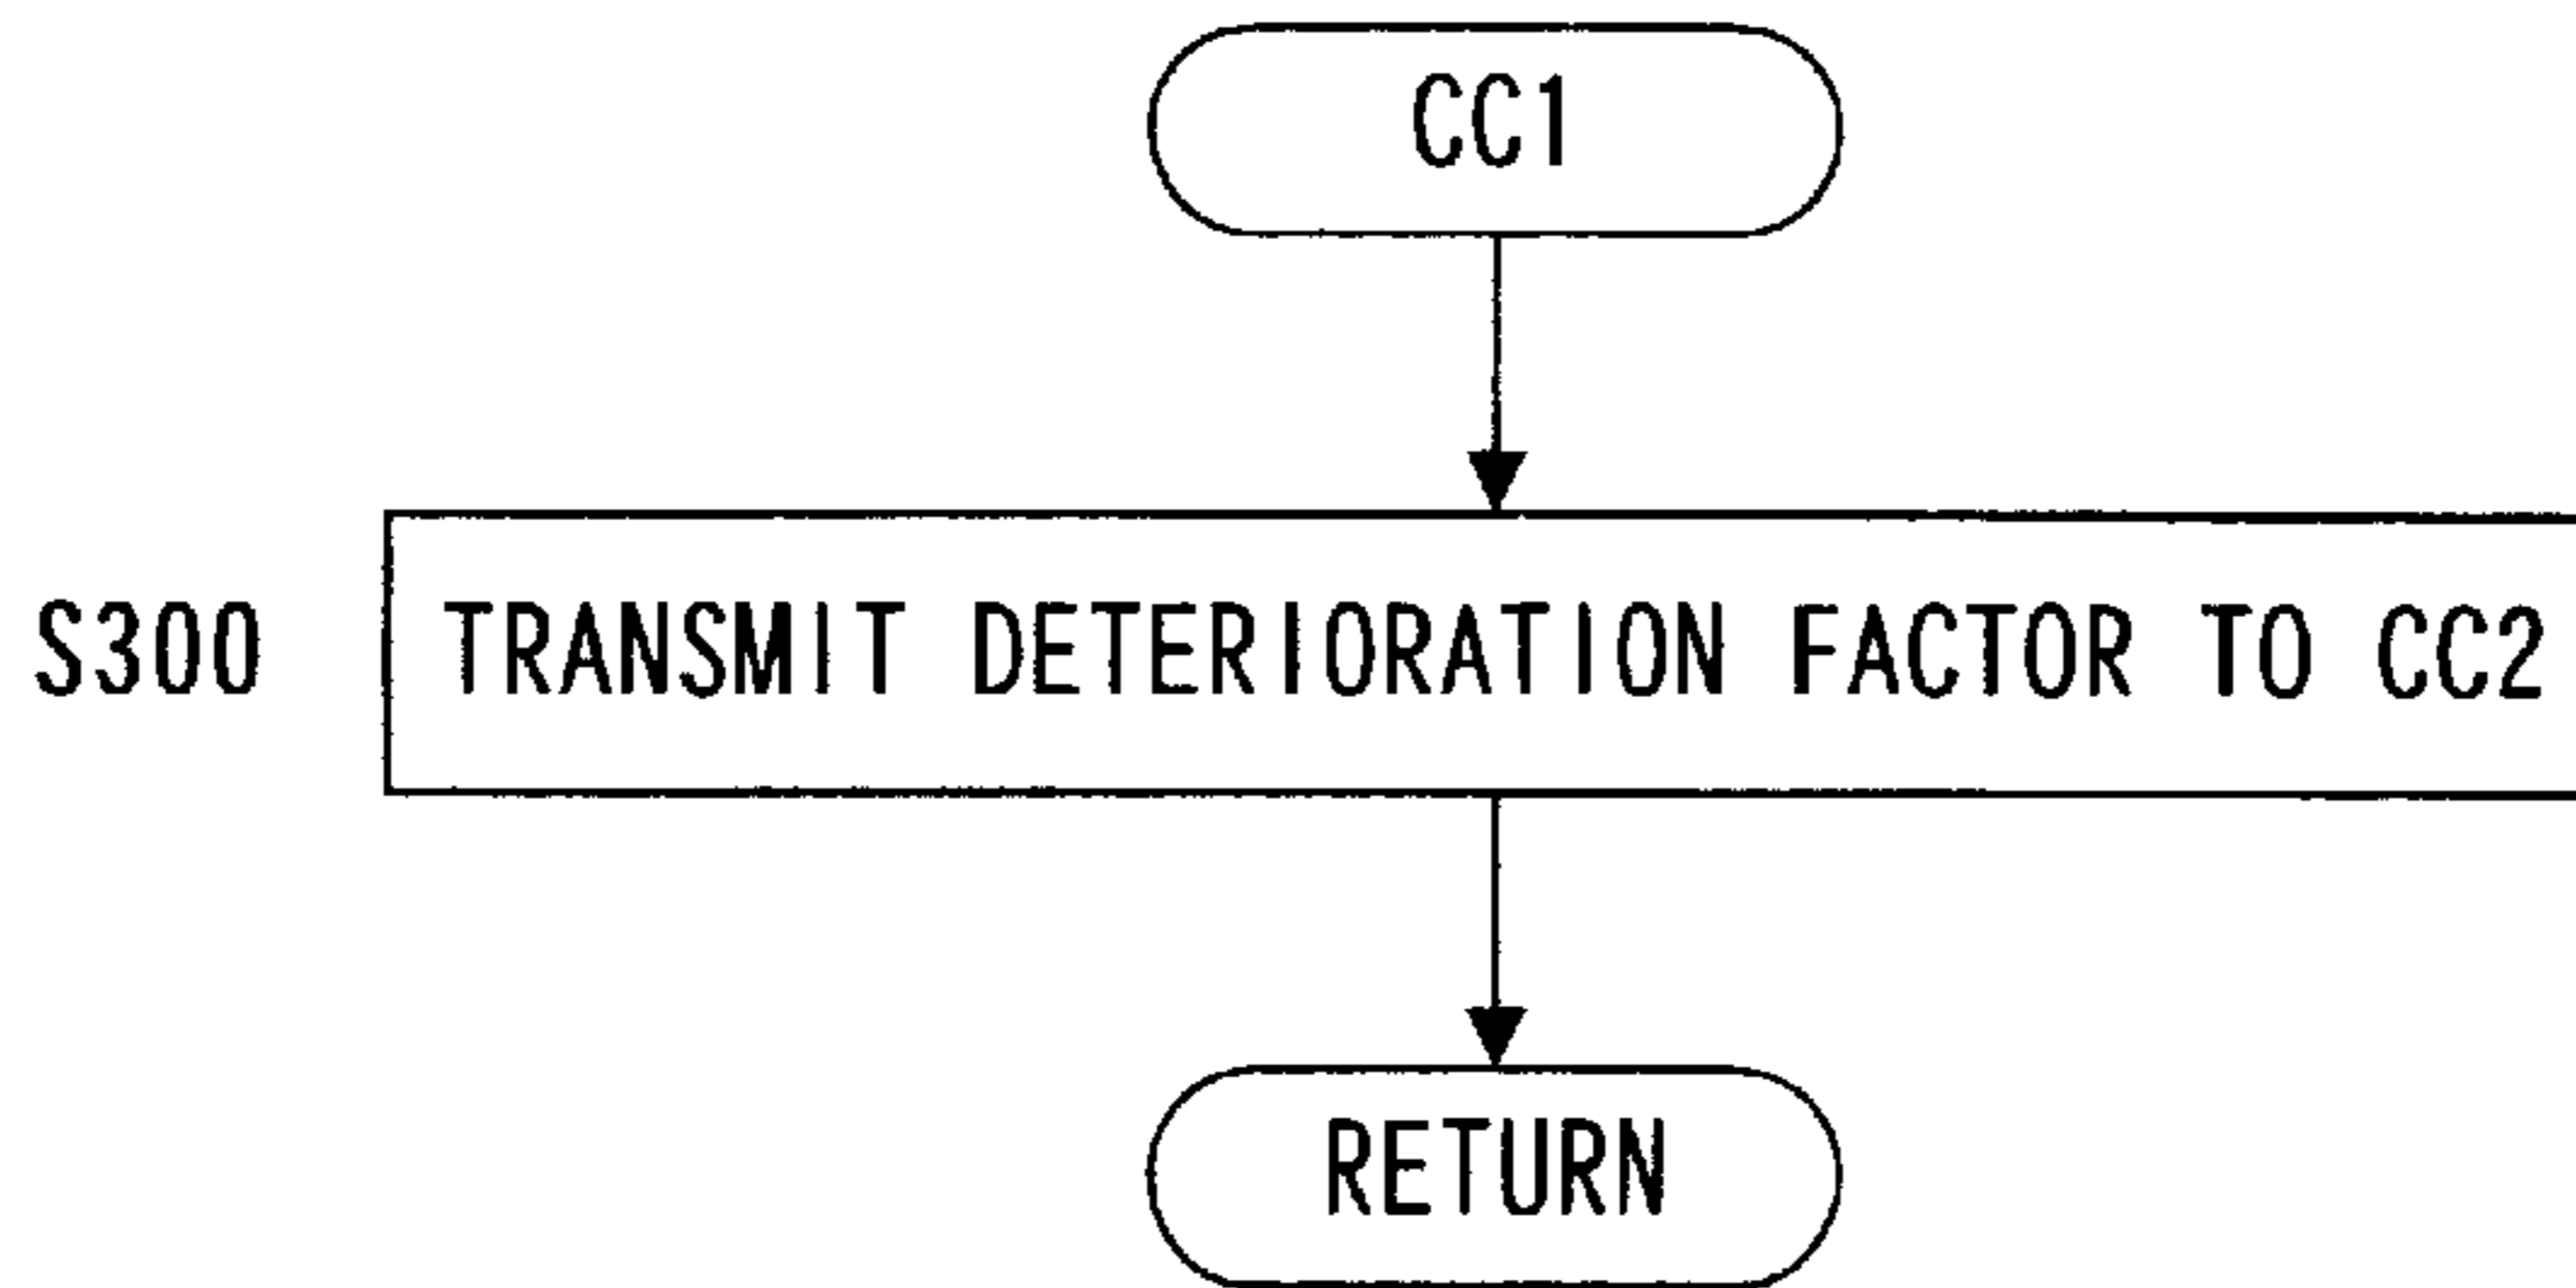 CC1
S300 TRANSMIT DETERIORATION FACTOR TO CC2
RETURN